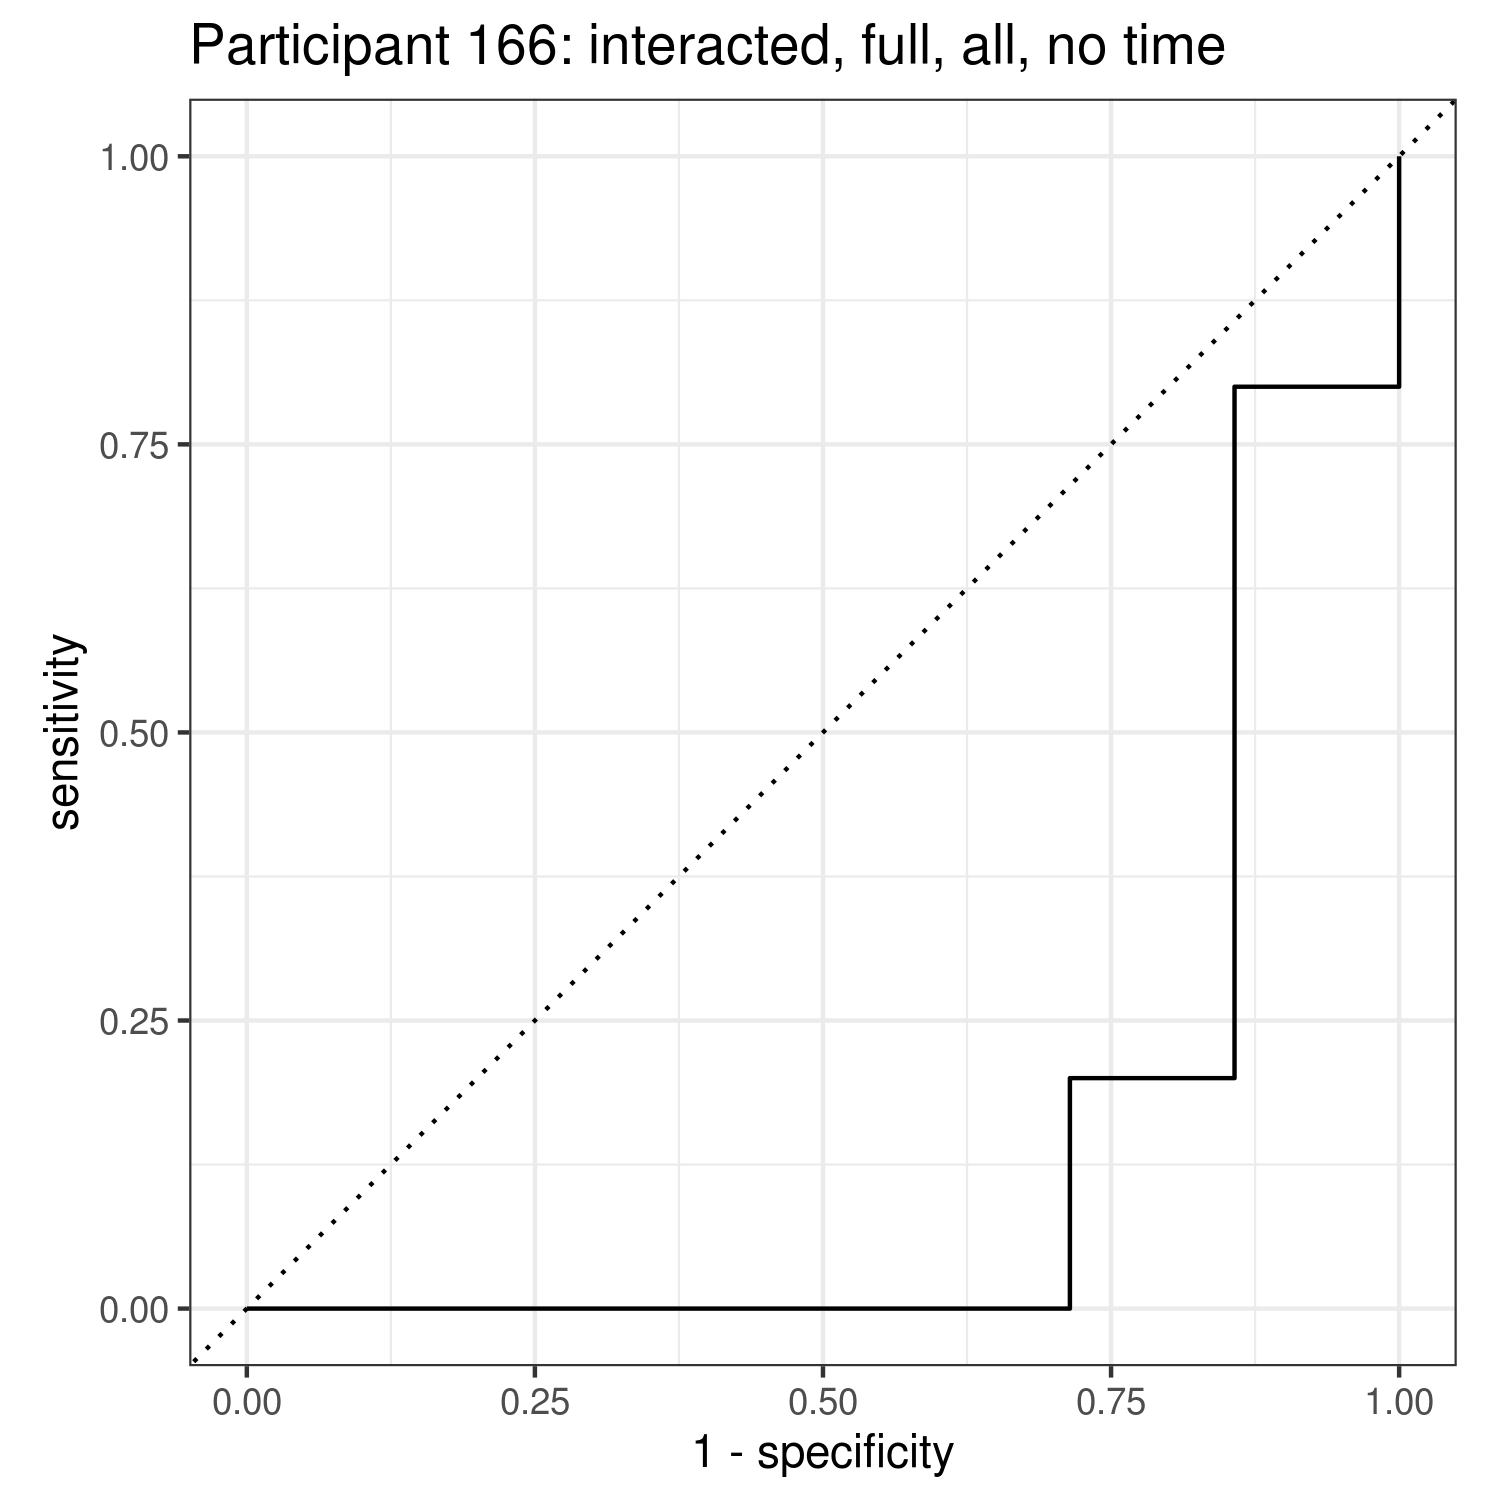 Participant 166: interacted, full, all, no time
1.00
0.75
0.50
0.25
0.00
sensitivity
0.00 0.25 0.50 0.75 1.00
1 - specificity